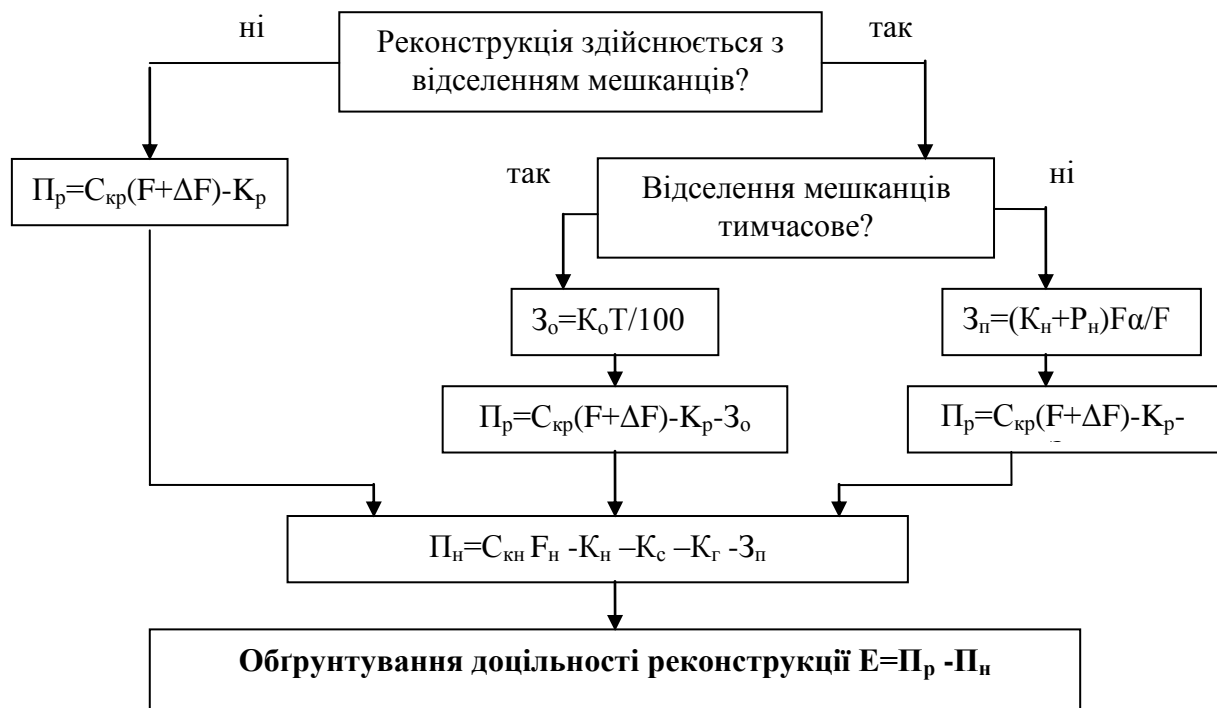 ні
Реконструкція здійснюється з
відселенням мешканців?
так
Пр=Скр(F+ΔF)-Кр
так
Відселення мешканців
тимчасове?
ні
Зо=КоТ/100
Зп=(Кн+Рн)Fα/F
Пр=Скр(F+ΔF)-Кр-Зо
Пр=Скр(F+ΔF)-Кр-
Пн=Скн Fн -Кн –Кс –Кг -Зп
Обґрунтування доцільності реконструкції Е=Пр -Пн